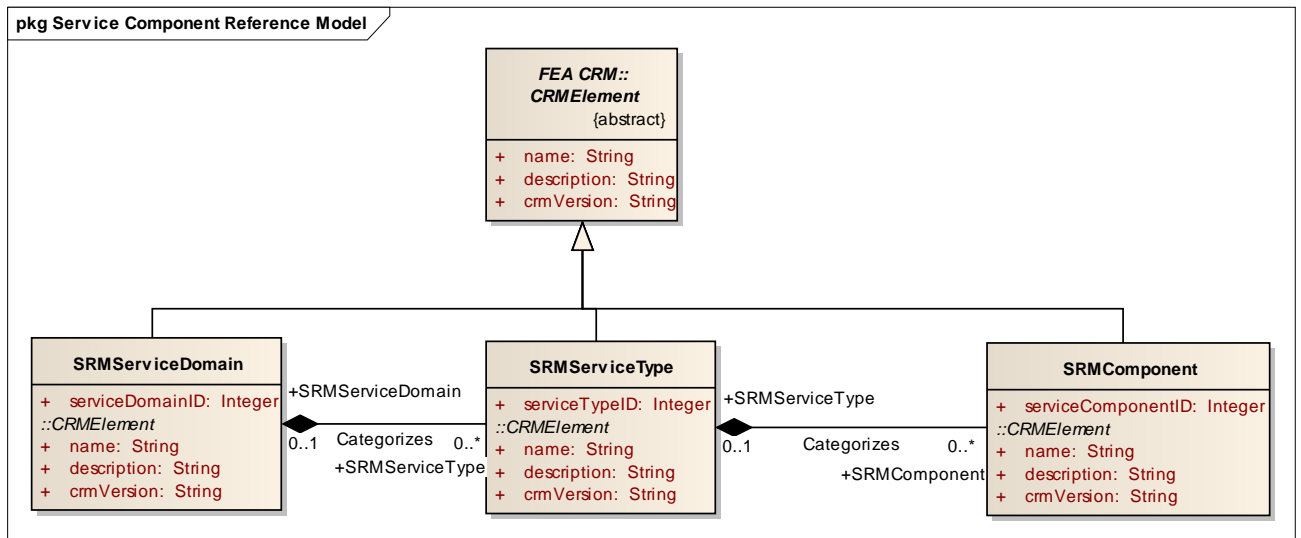 pkg Service Component Reference Model
FEA CRM::
CRMElement
{abstract}
+ name: String
+ description: String
+ crmVersion: String
SRMServiceDomain
+ serviceDomainID: Integer
::CRMElement
+ name: String
+ description: String
+ crmVersion: String
+SRMServiceDomain
0..1
Categorizes
0..*
+SRMServiceType
SRMServiceType
+ serviceTypeID: Integer
::CRMElement
+ name: String
+ description: String
+ crmVersion: String
+SRMServiceType
0..1
Categorizes
0..*
+SRMComponent
SRMComponent
+ serviceComponentID: Integer
::CRMElement
+ name: String
+ description: String
+ crmVersion: String